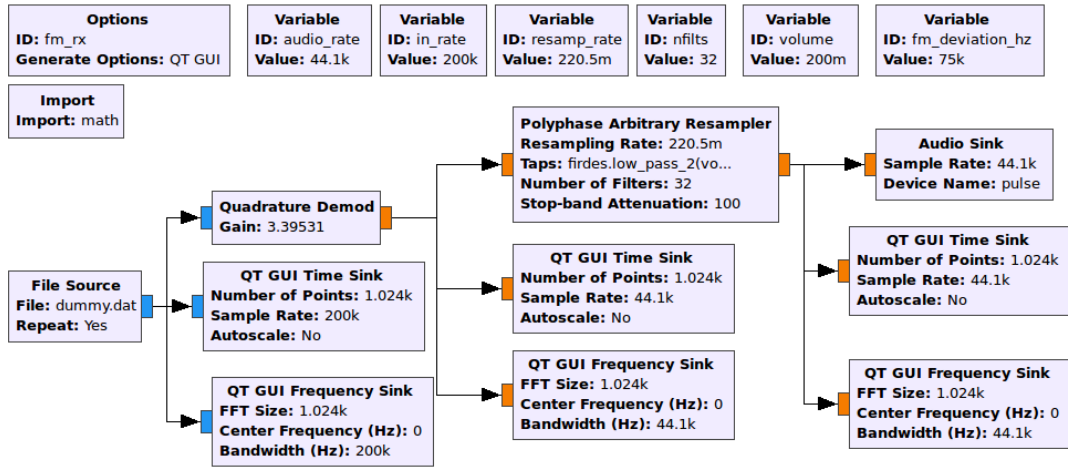 Options
ID: fm_rx
Generate Options: QT GUI
Variable
ID: audio_rate
Value: 44.1k
Variable
ID: in_rate
Value: 200k
Variable
ID: resamp_rate
Value: 220.5m
Variable
ID: nfilts
Value: 32
Variable
ID: volume
Value: 200m
Variable
ID: fm_deviation_hz
Value: 75k
Import
Import: math
File Source
File: dummy.dat
Repeat: Yes
Quadrature Demod
Gain: 3.39531
QT GUI Time Sink
Number of Points: 1.024k
Sample Rate: 200k
Autoscale: No
QT GUI Frequency Sink
FFT Size: 1.024k
Center Frequency (Hz): 0
Bandwidth (Hz): 200k
Polyphase Arbitrary Resampler
Resampling Rate: 220.5m
Taps: firdes.low_pass_2(vo...
Number of Filters: 32
Stop-band Attenuation: 100
QT GUI Time Sink
Number of Points: 1.024k
Sample Rate: 44.1k
Autoscale: No
QT GUI Frequency Sink
FFT Size: 1.024k
Center Frequency (Hz): 0
Bandwidth (Hz): 44.1k
Audio Sink
Sample Rate: 44.1k
Device Name: pulse
QT GUI Time Sink
Number of Points: 1.024k
Sample Rate: 44.1k
Autoscale: No
QT GUI Frequency Sink
FFT Size: 1.024k
Center Frequency (Hz): 0
Bandwidth (Hz): 44.1k